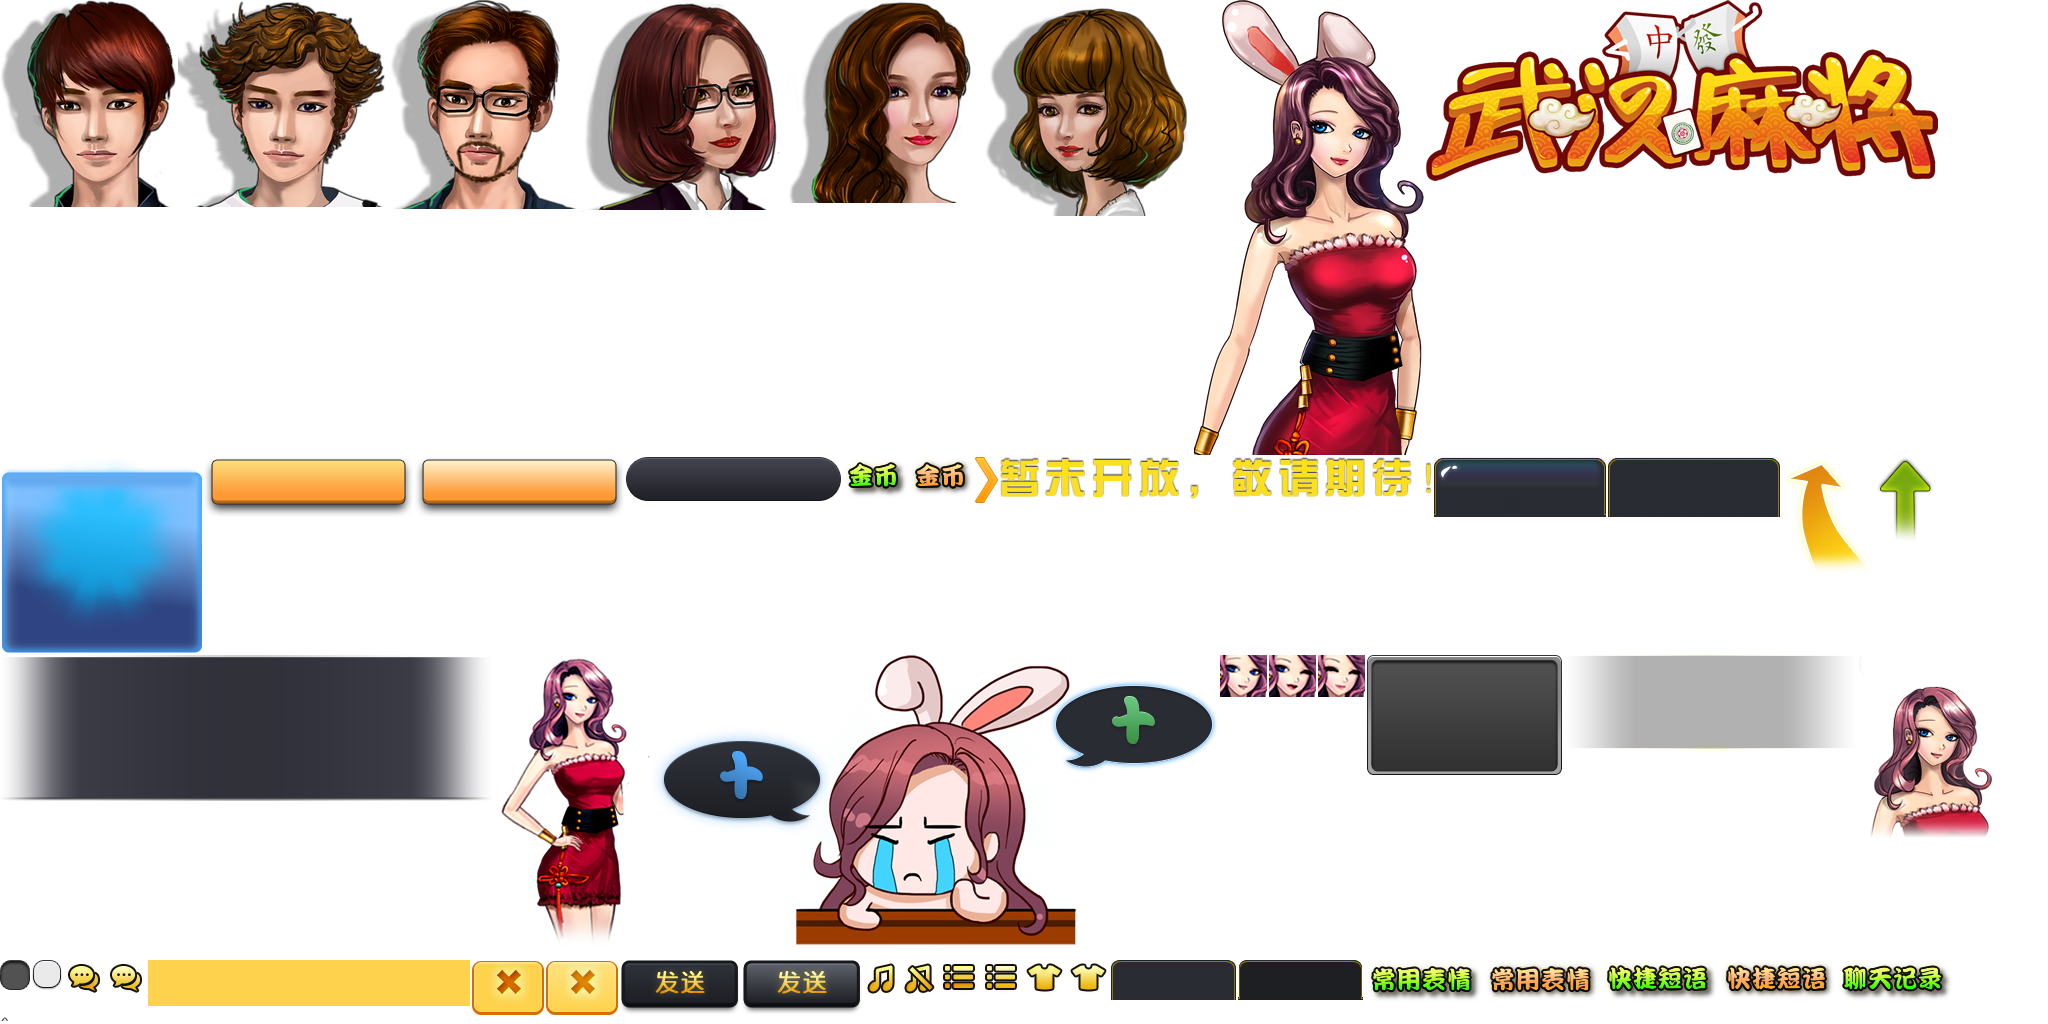 中發
武汉麻将
金币
金币
暂未开放，敬请期待！
发送
发送
常用表情
常用表情
快捷短语
快捷短语
聊天记录